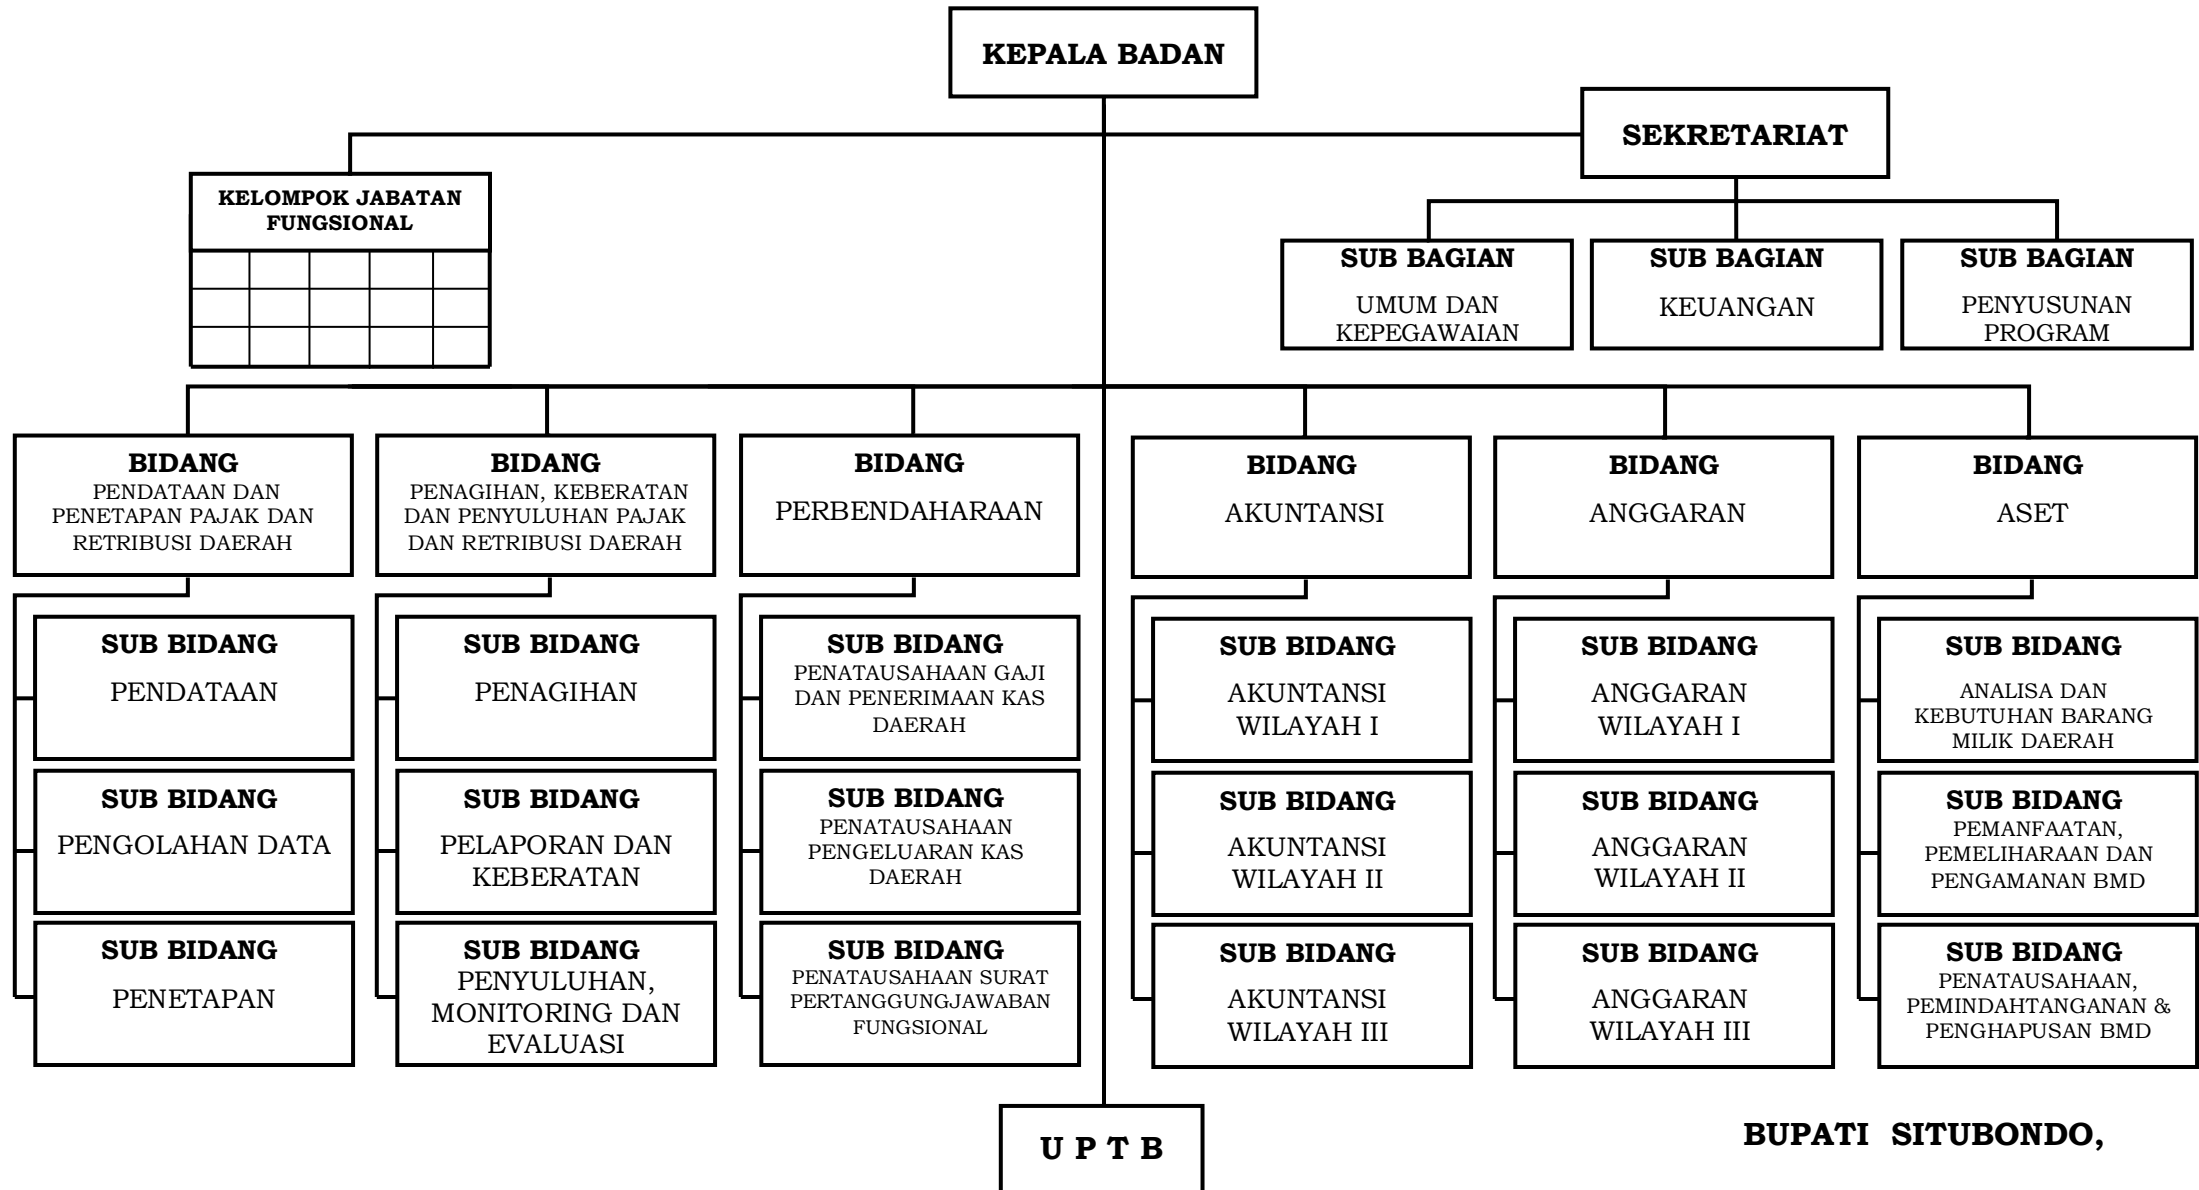 KEPALA BADAN
SEKRETARIAT
KELOMPOK JABATAN
FUNGSIONAL
SUB BAGIAN
UMUM DAN
KEPEGAWAIAN
SUB BAGIAN
KEUANGAN
SUB BAGIAN
PENYUSUNAN
PROGRAM
BIDANG
PENDATAAN DAN
PENETAPAN PAJAK DAN
RETRIBUSI DAERAH
BIDANG
PENAGIHAN, KEBERATAN
DAN PENYULUHAN PAJAK
DAN RETRIBUSI DAERAH
BIDANG
PERBENDAHARAAN
BIDANG
AKUNTANSI
BIDANG
ANGGARAN
BIDANG
ASET
SUB BIDANG
PENDATAAN
SUB BIDANG
PENAGIHAN
SUB BIDANG
PENATAUSAHAAN GAJI
DAN PENERIMAAN KAS
DAERAH
SUB BIDANG
AKUNTANSI
WILAYAH I
SUB BIDANG
ANGGARAN
WILAYAH I
SUB BIDANG
ANALISA DAN
KEBUTUHAN BARANG
MILIK DAERAH
SUB BIDANG
PENGOLAHAN DATA
SUB BIDANG
PELAPORAN DAN
KEBERATAN
SUB BIDANG
PENATAUSAHAAN
PENGELUARAN KAS
DAERAH
SUB BIDANG
AKUNTANSI
WILAYAH II
SUB BIDANG
ANGGARAN
WILAYAH II
SUB BIDANG
PEMANFAATAN,
PEMELIHARAAN DAN
PENGAMANAN BMD
SUB BIDANG
PENETAPAN
SUB BIDANG
PENYULUHAN,
MONITORING DAN
EVALUASI
SUB BIDANG
PENATAUSAHAAN SURAT
PERTANGGUNGJAWABAN
FUNGSIONAL
SUB BIDANG
AKUNTANSI
WILAYAH III
SUB BIDANG
ANGGARAN
WILAYAH III
SUB BIDANG
PENATAUSAHAAN,
PEMINDAHTANGANAN &
PENGHAPUSAN BMD
U P T B
BUPATI SITUBONDO,